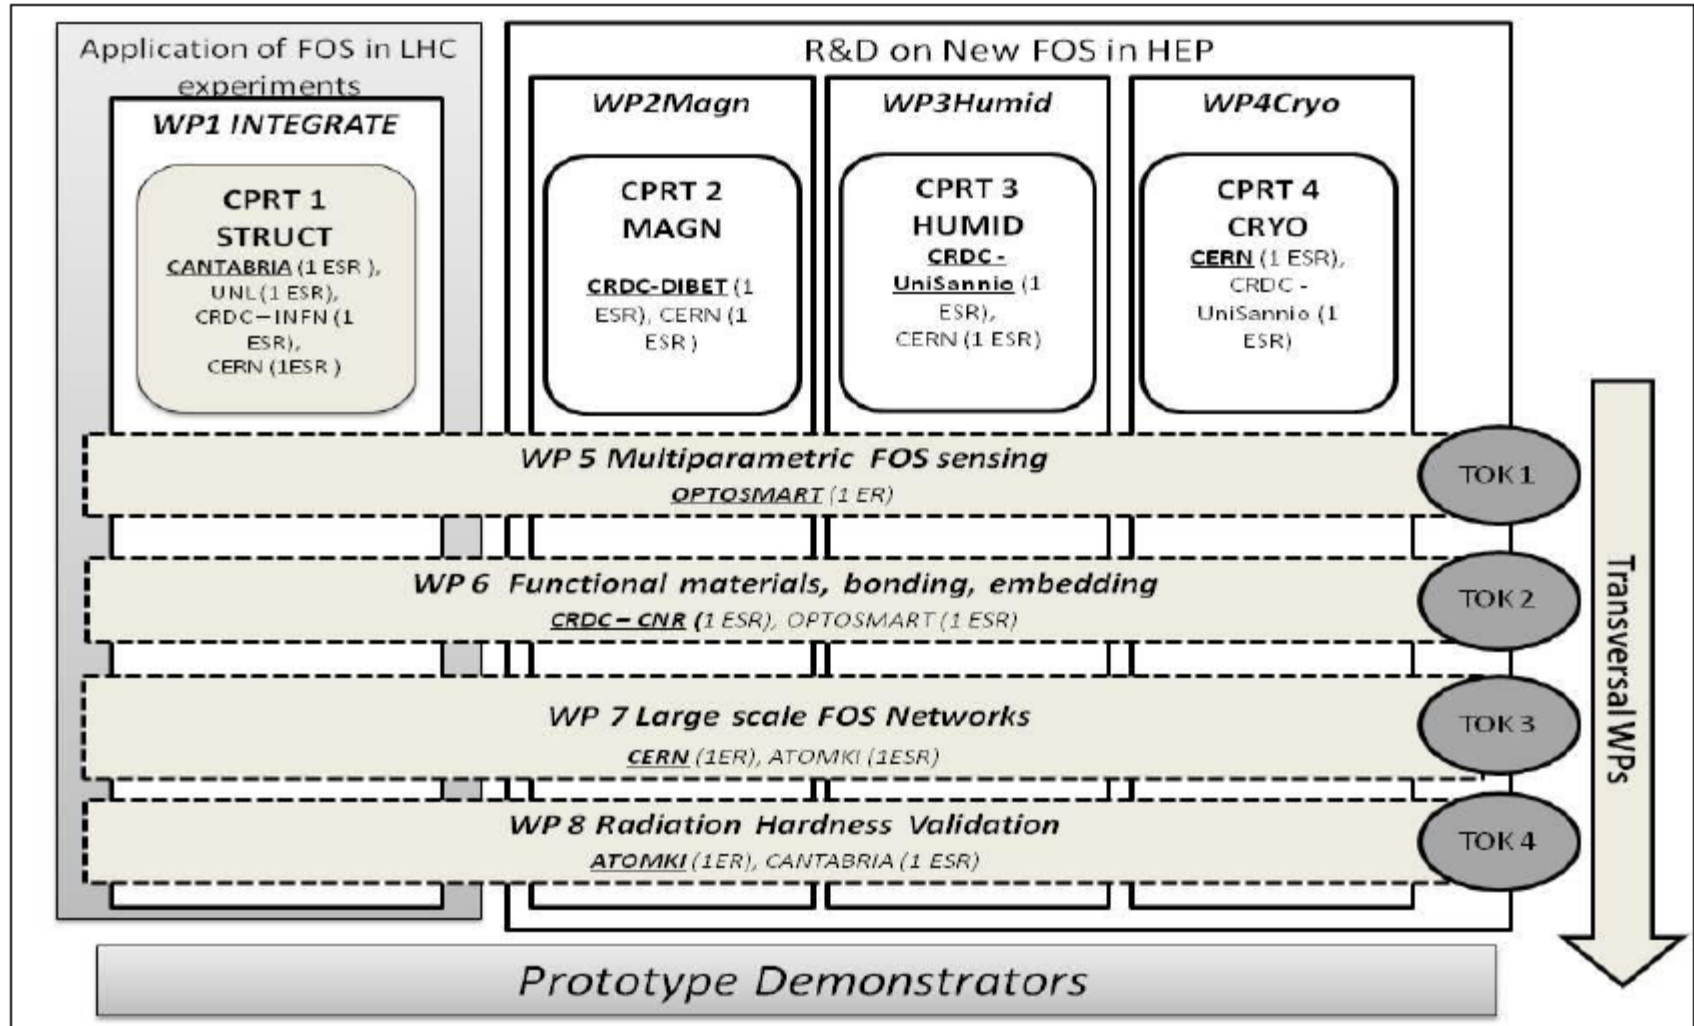 Application of FOS in LHC
experiments
WP1 INTEGRATE
CPRT 1
STRUCT
CANTABRIA (1 ESR ),
UNL (1 ESR),
CRDC–INFN (1
ESR),
CERN (1ESR )
R&D on New FOS in HEP
WP2Magn
CPRT 2
MAGN
CRDC-DIBET (1
ESR), CERN (1
ESR )
WP3Humid
CPRT 3
HUMID
CRDC -
UniSannio (1
ESR),
CERN (1 ESR)
WP4Cryo
CPRT 4
CRYO
CERN (1 ESR),
CRDC -
UniSannio (1
ESR)
WP 5 Multiparametric FOS sensing
OPTOSMART (1 ER)
TOK 1
WP 6 Functional materials, bonding, embedding
CRDC – CNR (1 ESR), OPTOSMART (1 ESR)
TOK 2
WP 7 Large scale FOS Networks
CERN (1ER), ATOMKI (1ESR)
TOK 3
WP 8 Radiation Hardness Validation
ATOMKI (1ER), CANTABRIA (1 ESR)
TOK 4
Transversal WPs
Prototype Demonstrators